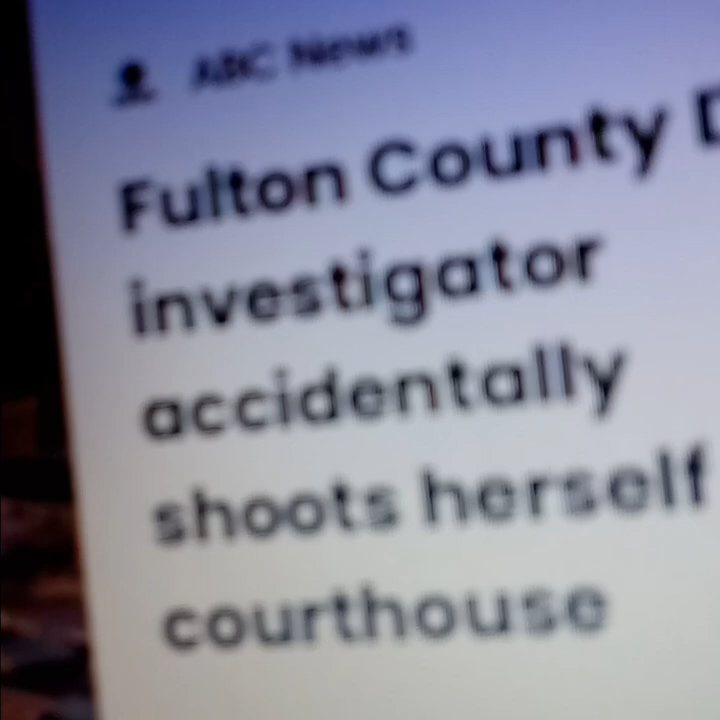 ABC News
Fulton County D
investigator
accidentally
shoots herself
courthouse